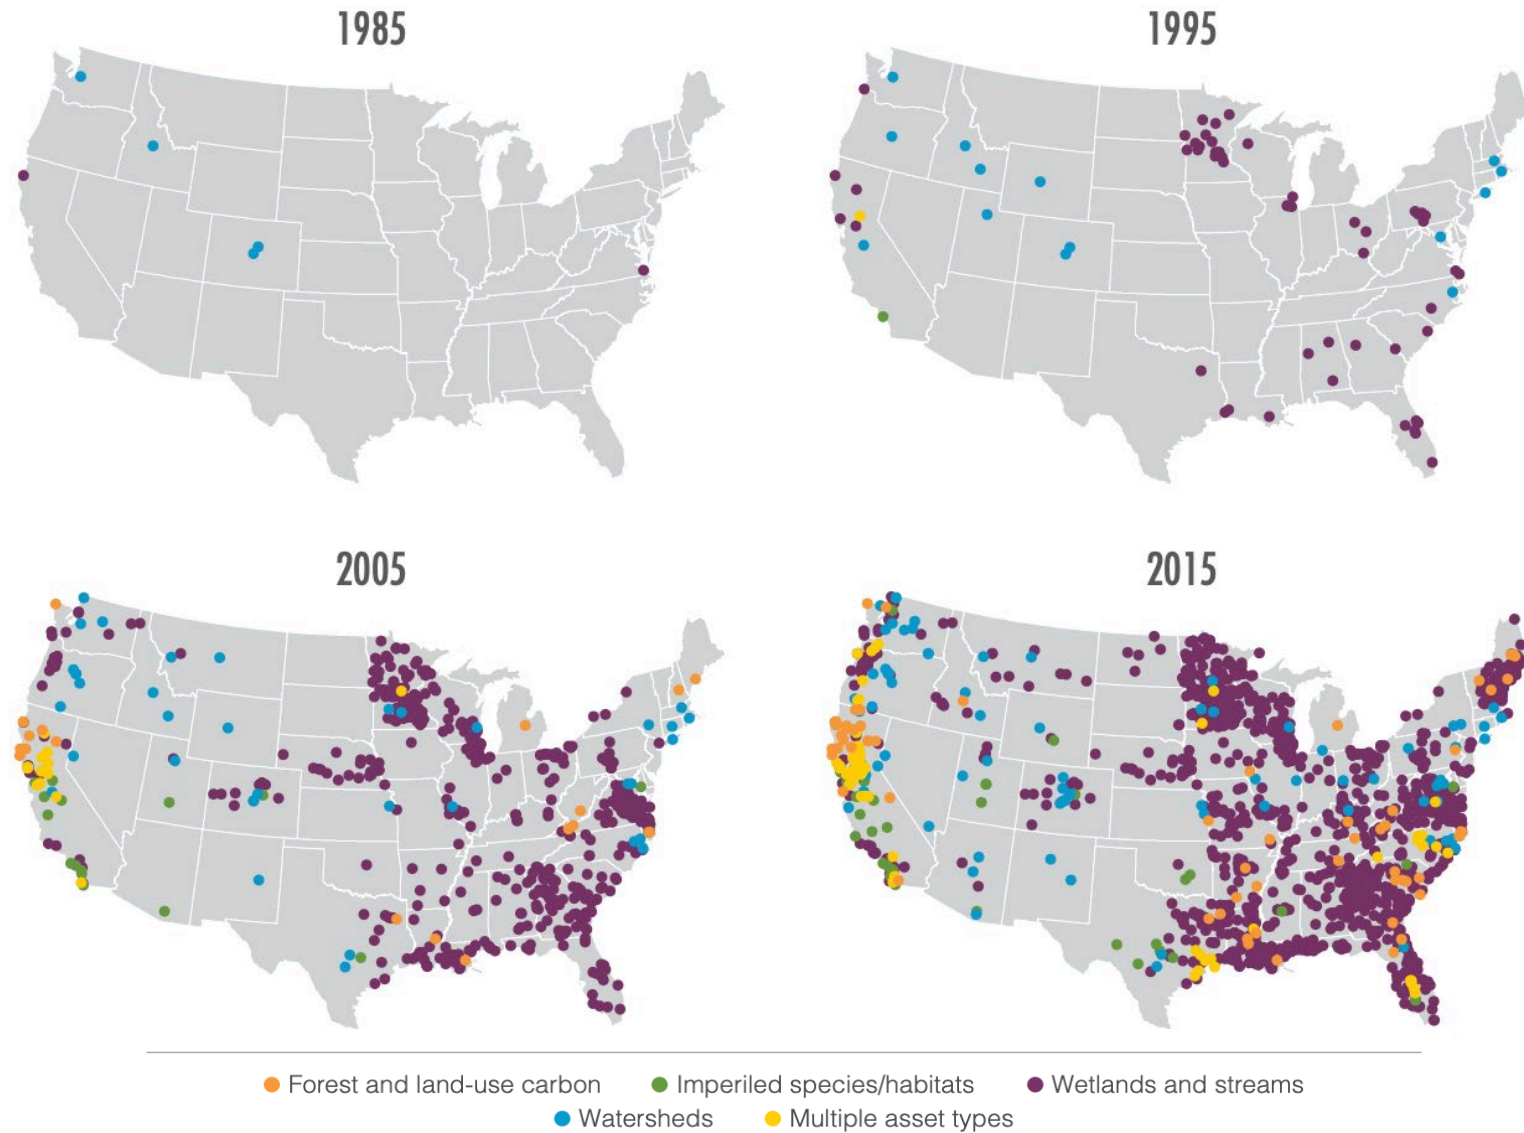 1985
1995
2005
2015
Forest and land-use carbon
Imperiled species/habitats
Wetlands and streams
Watersheds
Multiple asset types